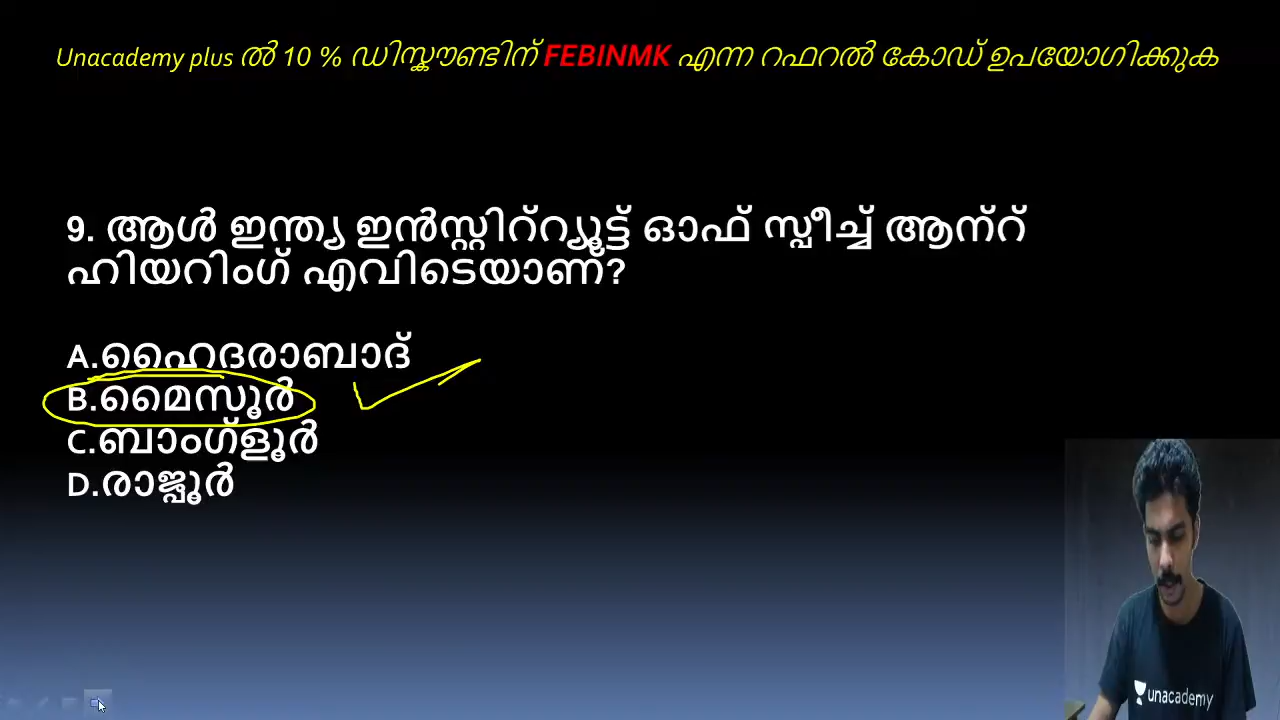 Unacademy plus ൽ 10 % ഡിസ്കൗണ്ടിന് FEBINMK എന്ന റഫറൽ കോഡ് ഉപയോഗിക്കുക
9. ആൾ ഇന്ത്യ ഇൻസ്റ്റിറ്റ്യൂട്ട് ഓഫ് സ്പീച്ച് ആന്റ്
ഹിയറിംഗ് എവിടെയാണ്?
A.ഹൈദരാബാദ്
B.മൈസൂർ
C.ബാംഗ്ളൂർ
D.രാജ്പൂർ
unacademy